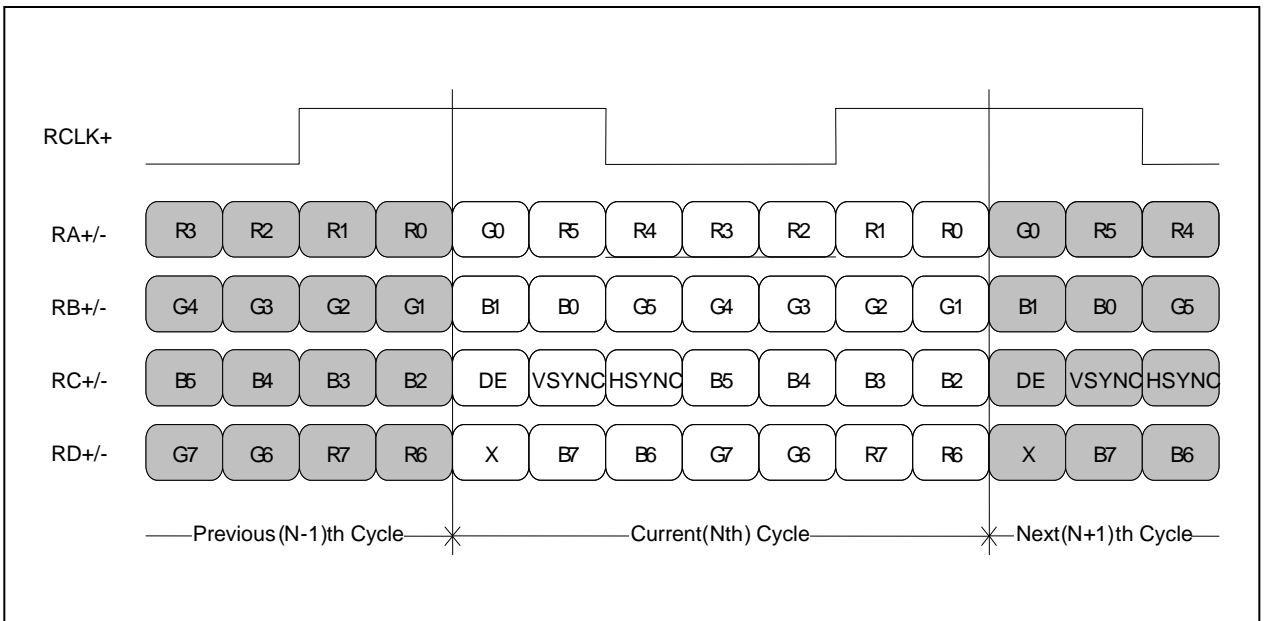 RCLK+
RA+/- R3 R2 R1 R0 G0 R5 R4 R3 R2 R1 R0 G0 R5 R4
RB+/- G4 G3 G2 G1 B1 B0 G5 G4 G3 G2 G1 B1 B0 G5
RC+/- B5 B4 B3 B2 DE VSYNC HSYNC B5 B4 B3 B2 DE VSYNC HSYNC
RD+/- G7 G6 R7 R6 X B7 B6 G7 G6 R7 R6 X B7 B6
Previous(N-1)th Cycle Current(Nth) Cycle Next(N+1)th Cycle